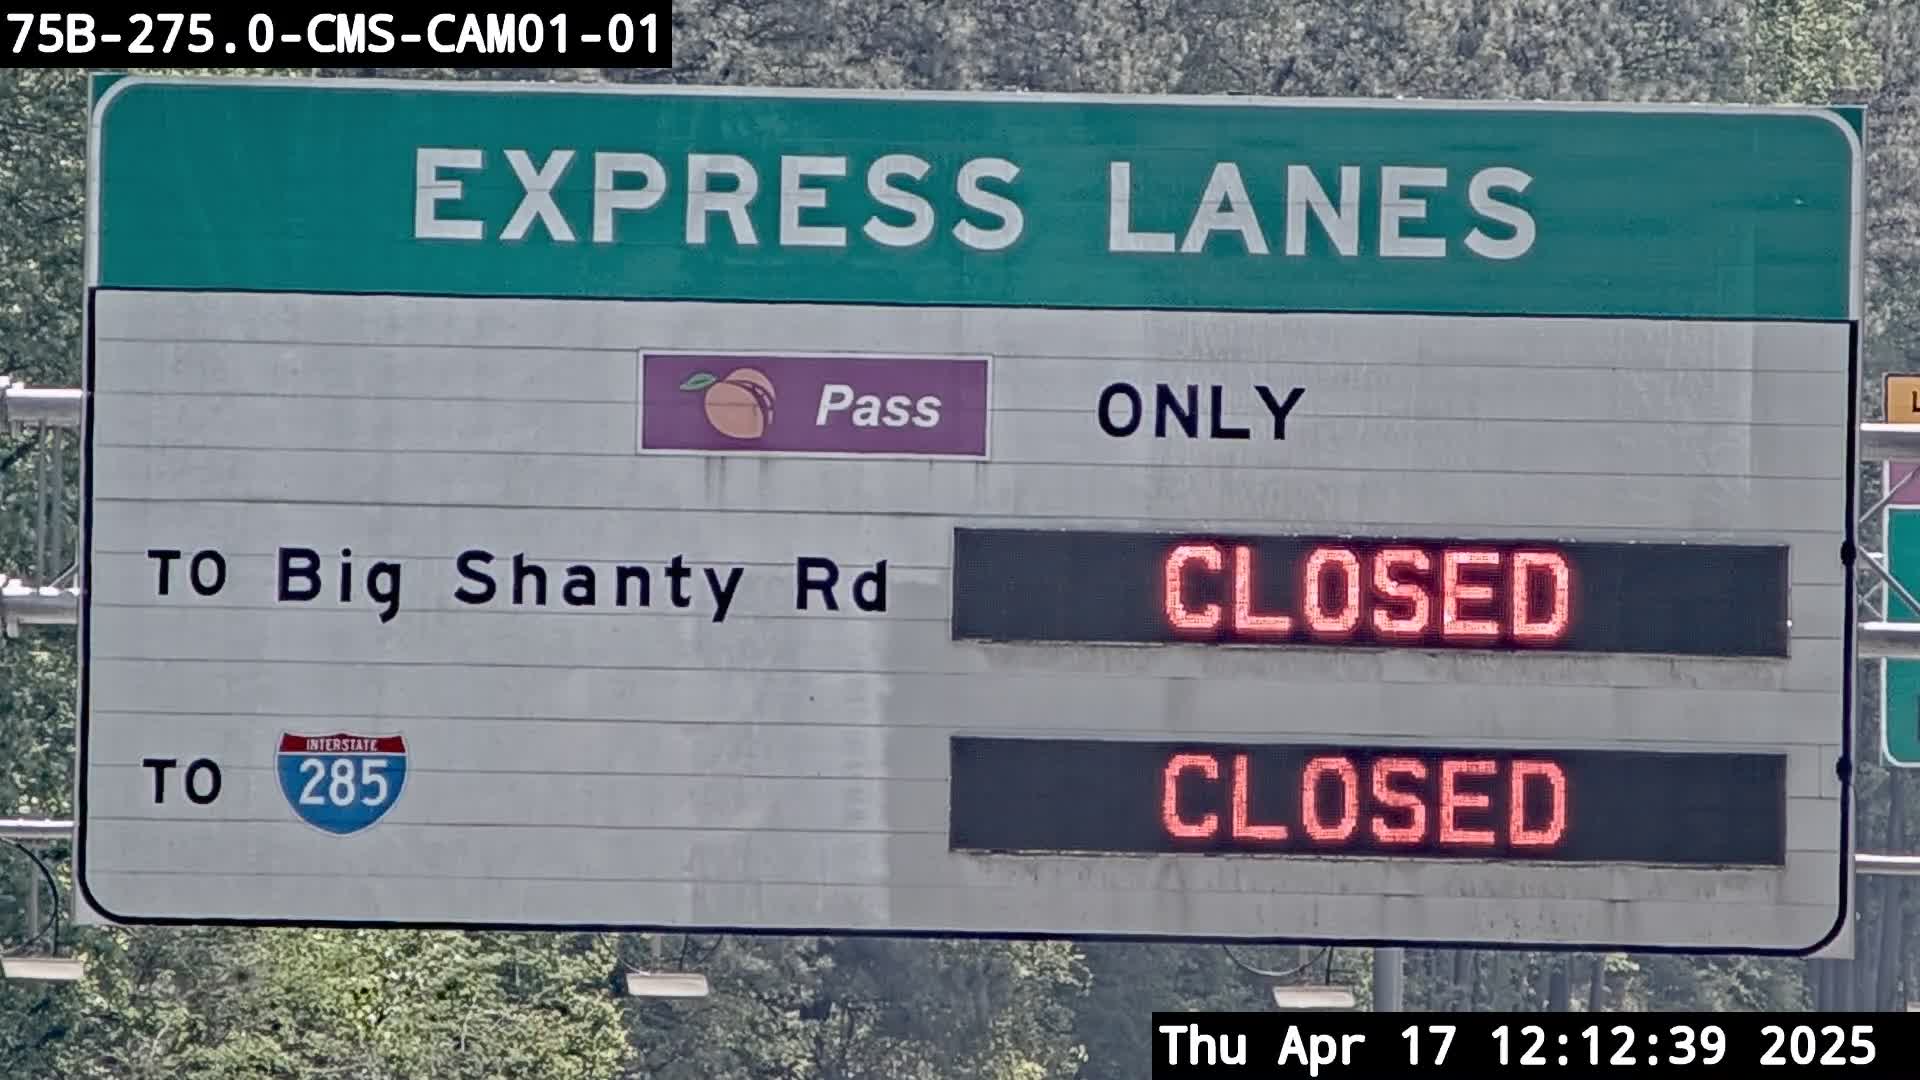 75B-275.0-CMS-CAM01-01
EXPRESS LANES
Pass ONLY
TO Big Shanty Rd CLOSED
INTERSTATE
TO 285 CLOSED
Thu Apr 17 12:12:39 2025